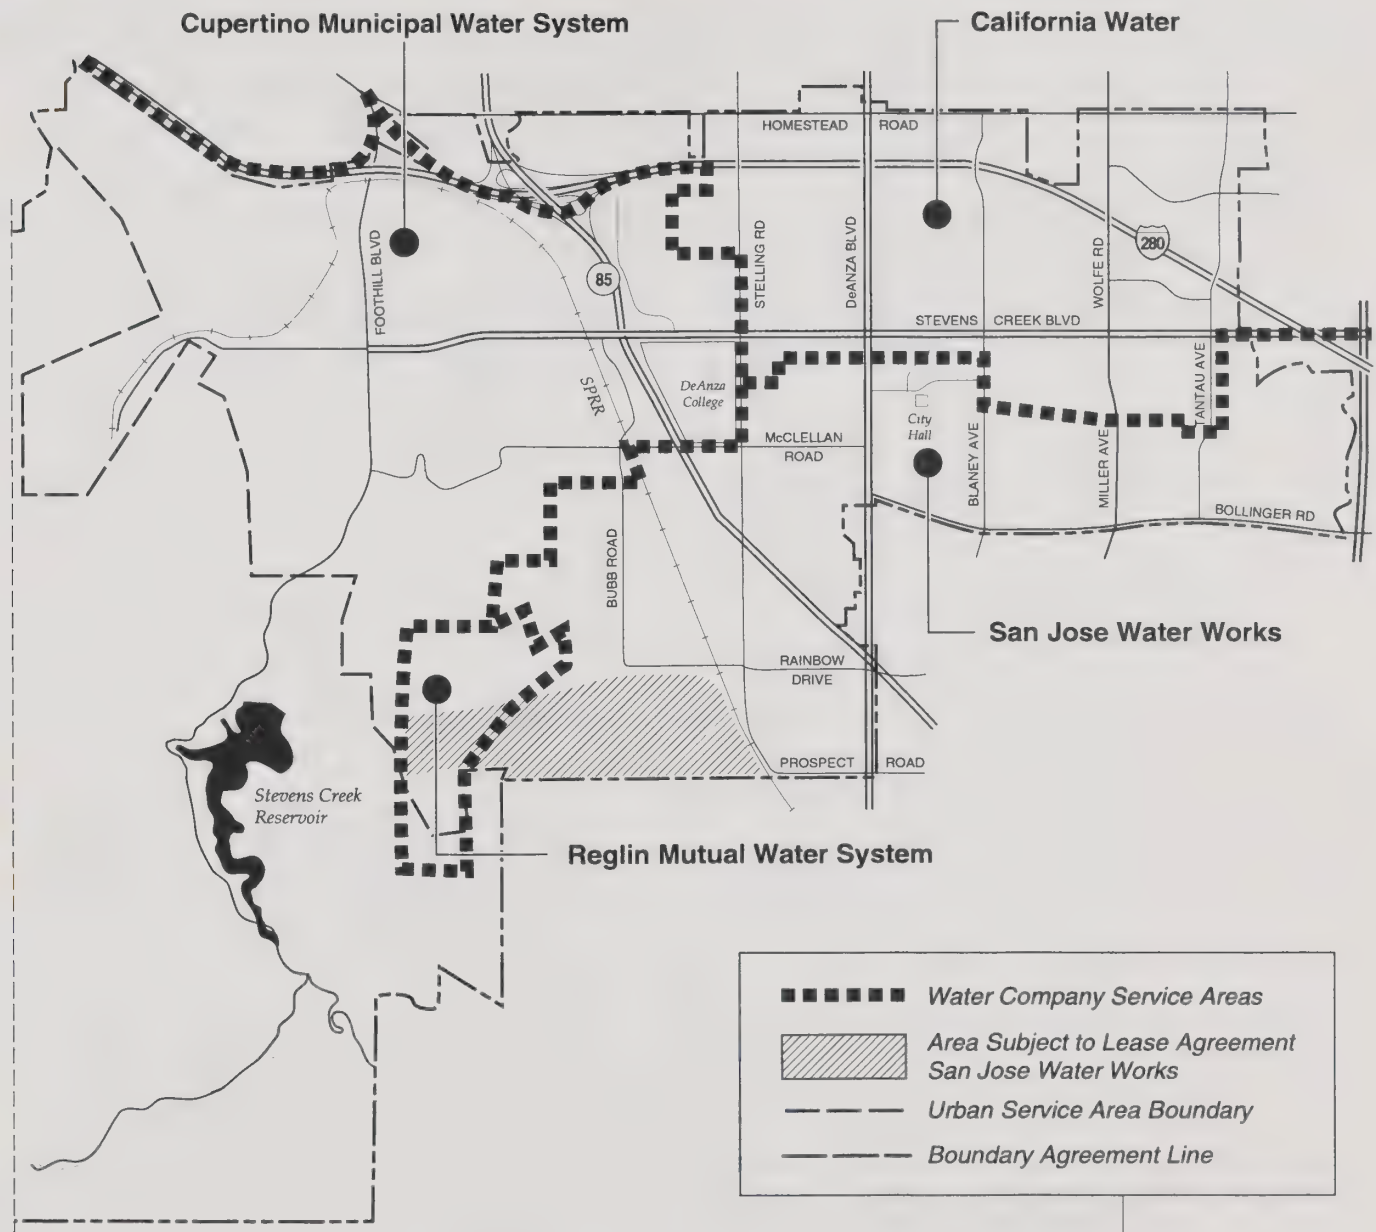 Cupertino Municipal Water System
California Water
HOMESTEAD ROAD
FOOTHILL BLVD
85
STELLING RD
DeANZA BLVD
WOLFE RD
280
STEVENS CREEK BLVD
SPRR
DeAnza
College
City
Hall
TANTAU AVE
McCLELLAN
ROAD
BLANEY AVE
MILLER AVE
BOLLINGER RD
BUBB ROAD
San Jose Water Works
RAINBOW
DRIVE
PROSPECT ROAD
Stevens Creek
Reservoir
Reglin Mutual Water System
Water Company Service Areas
Area Subject to Lease Agreement
San Jose Water Works
Urban Service Area Boundary
Boundary Agreement Line